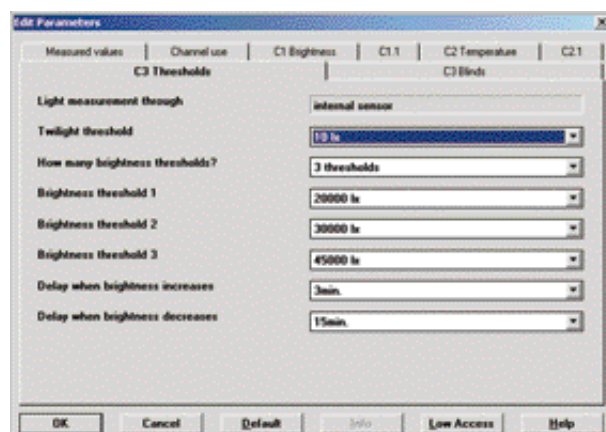 Edit Parameters
Measured values Channel use C1 Brightness C1.1 C2 Temperature C2.1
C3 Thresholds C3 Blinds
Light measurement through internal sensor
Twilight threshold 10 lx
How many brightness thresholds? 3 thresholds
Brightness threshold 1 20000 lx
Brightness threshold 2 30000 lx
Brightness threshold 3 45000 lx
Delay when brightness increases 3min.
Delay when brightness decreases 15min.
OK Cancel Default Info Low Access Help